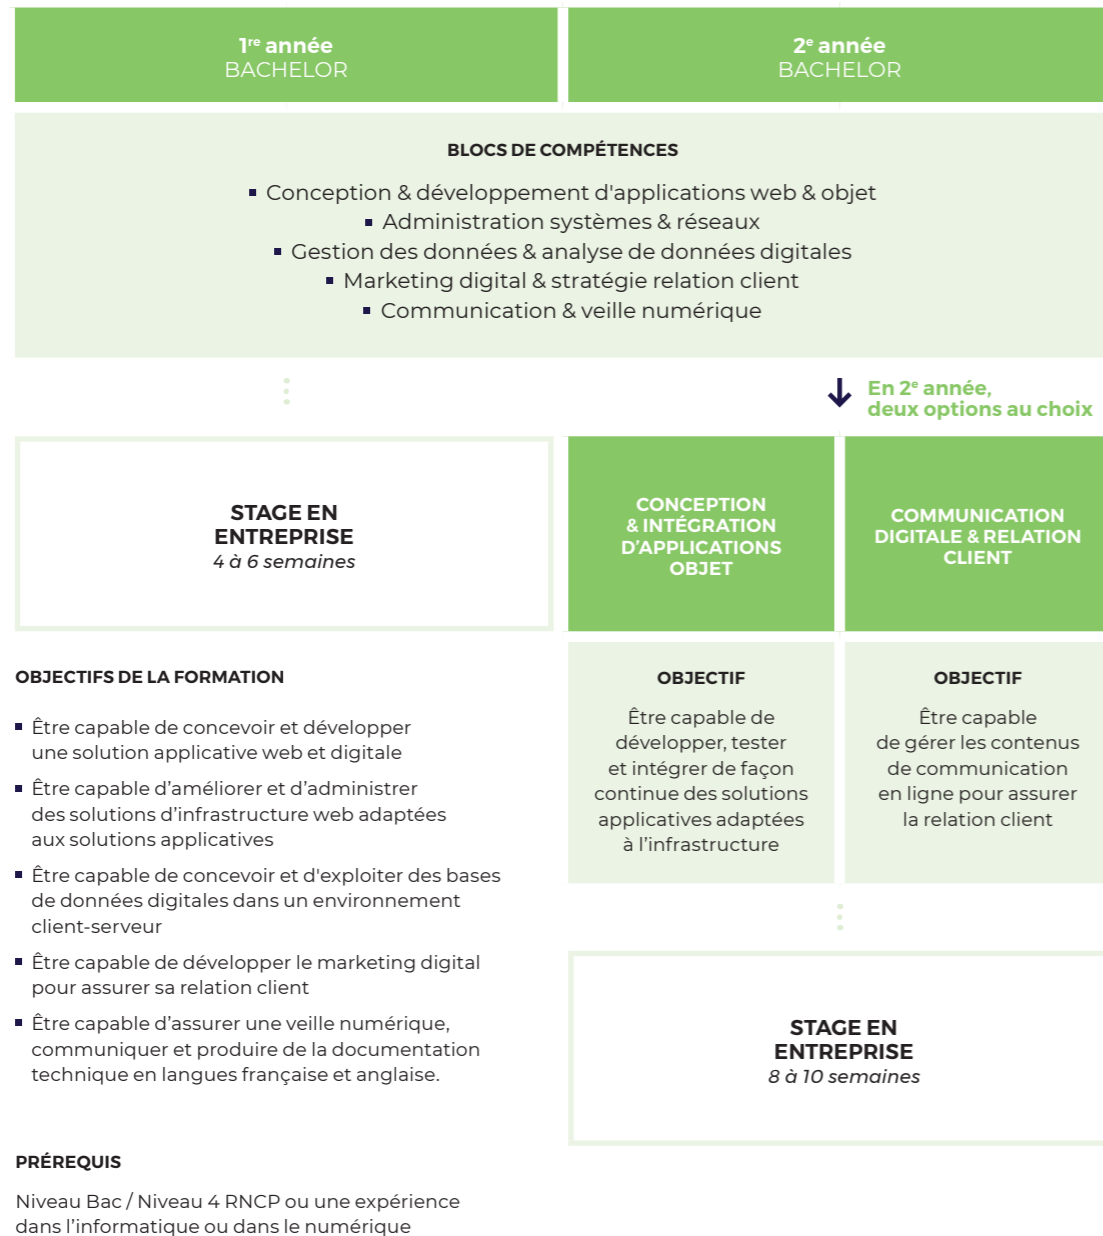 1re année
BACHELOR
2e année
BACHELOR
BLOCS DE COMPÉTENCES
▪ Conception & développement d'applications web & objet
▪ Administration systèmes & réseaux
▪ Gestion des données & analyse de données digitales
▪ Marketing digital & stratégie relation client
▪ Communication & veille numérique
En 2e année,
deux options au choix
STAGE EN
ENTREPRISE
4 à 6 semaines
CONCEPTION
& INTÉGRATION
D’APPLICATIONS
OBJET
COMMUNICATION
DIGITALE & RELATION
CLIENT
OBJECTIFS DE LA FORMATION
▪ Être capable de concevoir et développer
une solution applicative web et digitale
▪ Être capable d’améliorer et d’administrer
des solutions d’infrastructure web adaptées
aux solutions applicatives
▪ Être capable de concevoir et d'exploiter des bases
de données digitales dans un environnement
client-serveur
▪ Être capable de développer le marketing digital
pour assurer sa relation client
▪ Être capable d’assurer une veille numérique,
communiquer et produire de la documentation
technique en langues française et anglaise.
OBJECTIF
Être capable de
développer, tester
et intégrer de façon
continue des solutions
applicatives adaptées
à l’infrastructure
OBJECTIF
Être capable
de gérer les contenus
de communication
en ligne pour assurer
la relation client
STAGE EN
ENTREPRISE
8 à 10 semaines
PRÉREQUIS
Niveau Bac / Niveau 4 RNCP ou une expérience
dans l’informatique ou dans le numérique